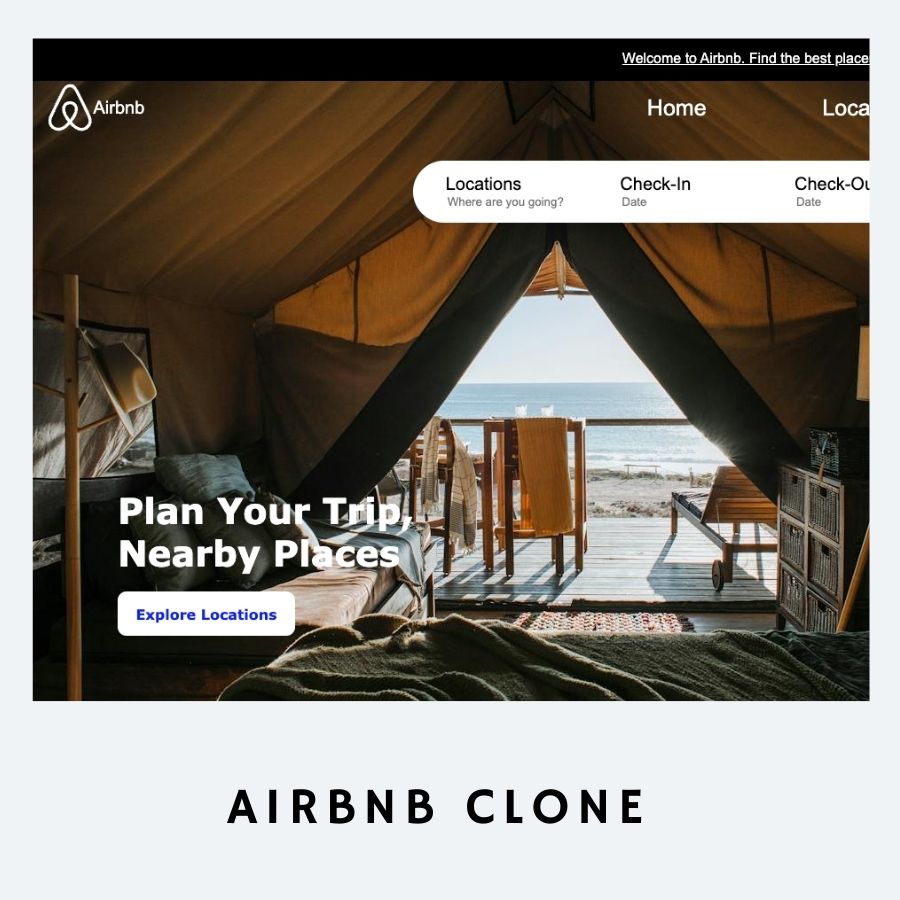 Welcome to Airbnb. Find the best place
Airbnb
Home
Loca
Locations
Check-In
Check-Ou
Where are you going?
Date
Date
Plan Your Trip,
Nearby Places
Explore Locations
AIRBNB CLONE